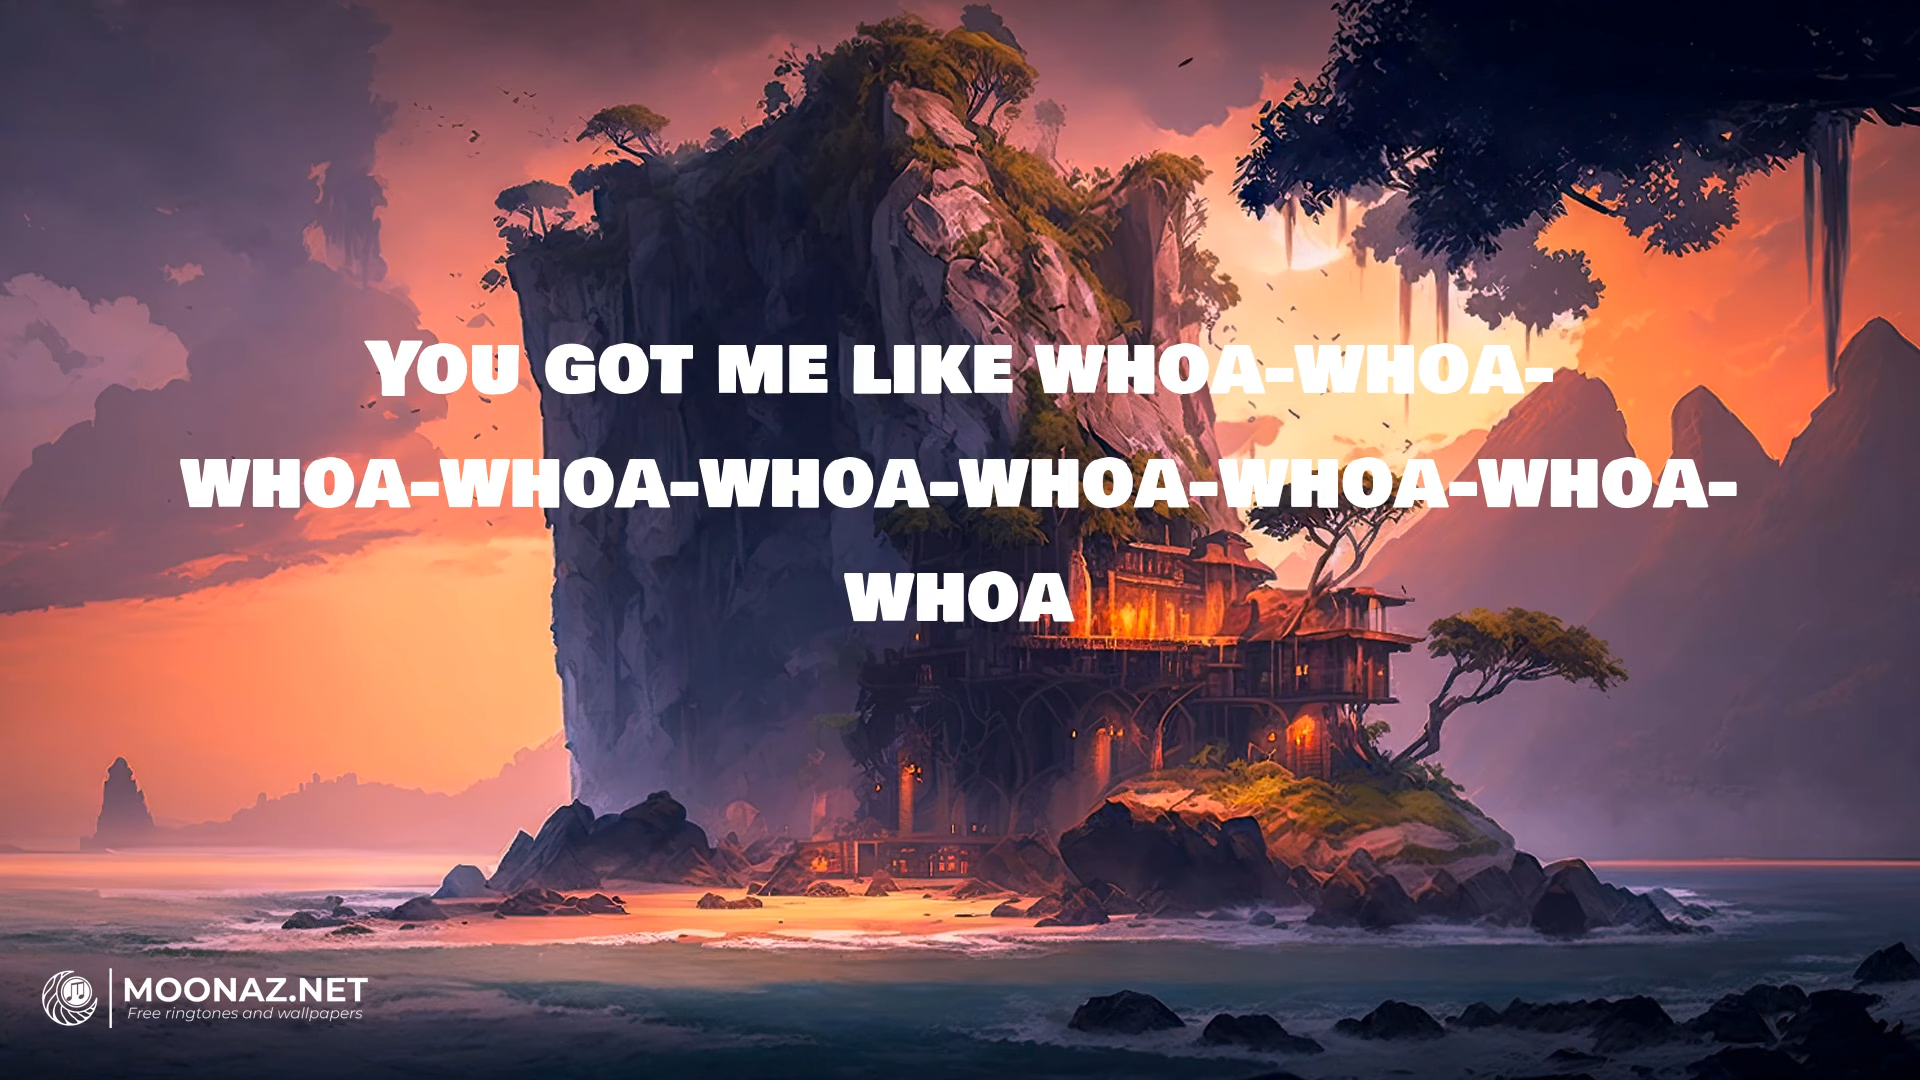 You got me like whoa-whoa-
whoa-whoa-whoa-whoa-whoa-whoa-
whoa
MOONAZ.NET
Free ringtones and wallpapers